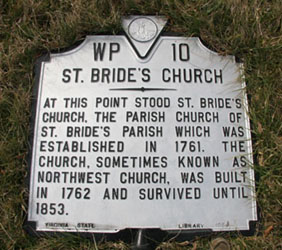 WP 10
ST. BRIDE'S CHURCH
AT THIS POINT STOOD ST. BRIDE'S
CHURCH, THE PARISH CHURCH OF
ST. BRIDE'S PARISH WHICH WAS
ESTABLISHED IN 1761. THE
CHURCH, SOMETIMES KNOWN AS
NORTHWEST CHURCH, WAS BUILT
IN 1762 AND SURVIVED UNTIL
1853.
VIRGINIA STATE LIBRARY